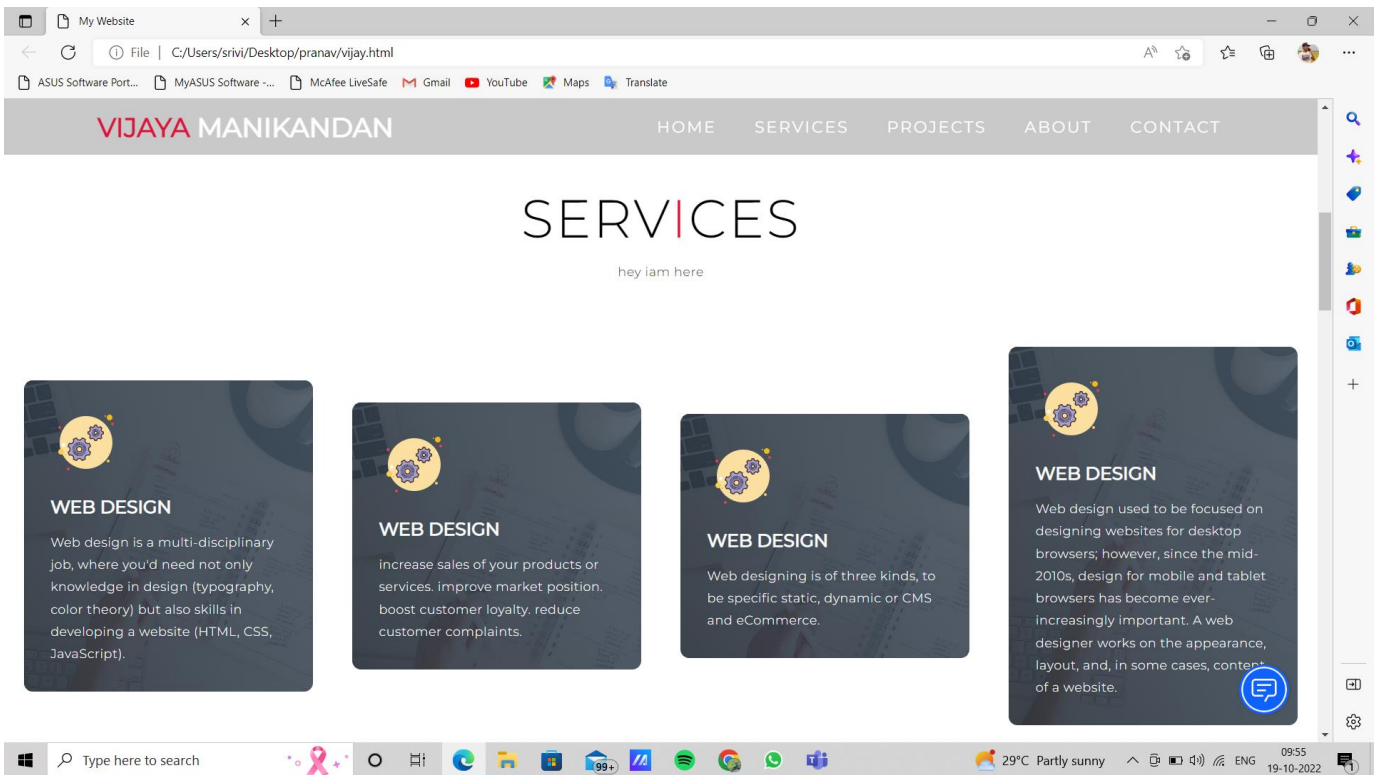 My Website
File | C:/Users/srivi/Desktop/pranav/vijay.html
ASUS Software Port... MyASUS Software -... McAfee LiveSafe Gmail YouTube Maps Translate
VIJAYA MANIKANDAN HOME SERVICES PROJECTS ABOUT CONTACT
SERVICES
hey iam here
WEB DESIGN
Web design is a multi-disciplinary
job, where you'd need not only
knowledge in design (typography,
color theory) but also skills in
developing a website (HTML, CSS,
JavaScript).
WEB DESIGN
increase sales of your products or
services. improve market position.
boost customer loyalty. reduce
customer complaints.
WEB DESIGN
Web designing is of three kinds, to
be specific static, dynamic or CMS
and eCommerce.
WEB DESIGN
Web design used to be focused on
designing websites for desktop
browsers; however, since the mid-
2010s, design for mobile and tablet
browsers has become ever-
increasingly important. A web
designer works on the appearance,
layout, and, in some cases, content
of a website.
Type here to search
99+
29°C Partly sunny
ENG
09:55
19-10-2022
1